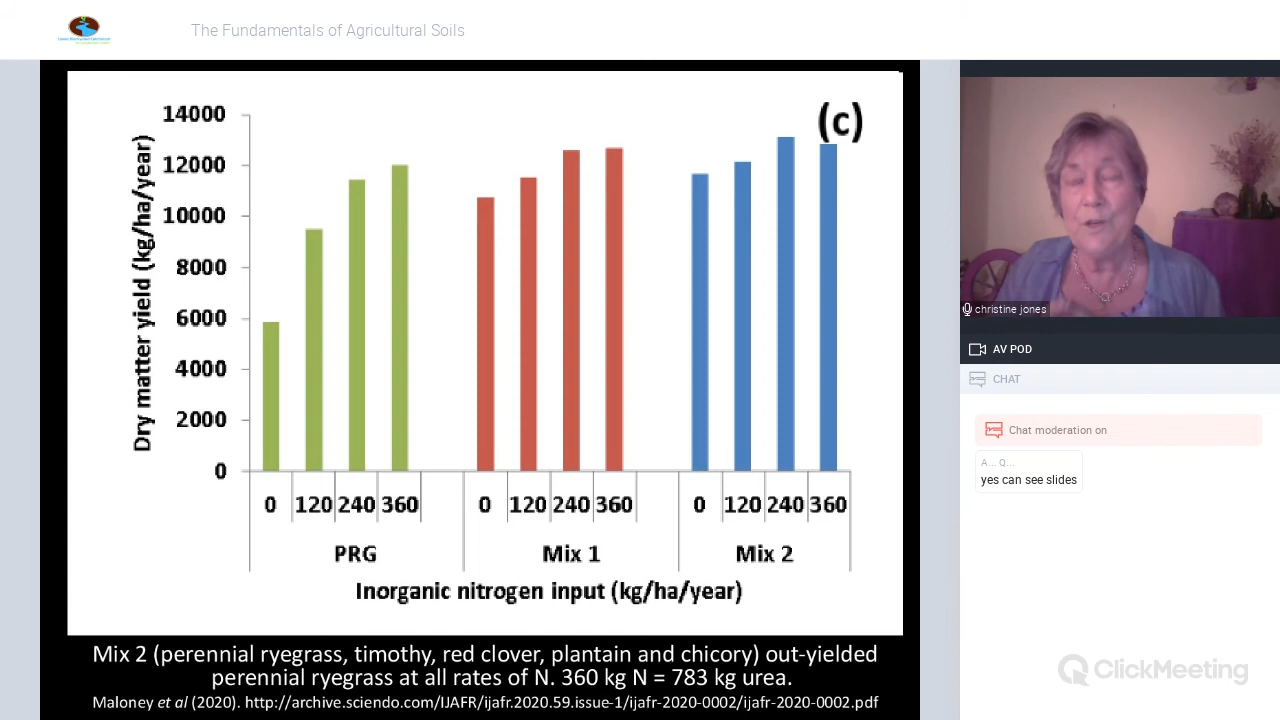 The Fundamentals of Agricultural Soils
(c)
14000
12000
10000
8000
6000
4000
2000
0
Dry matter yield (kg/ha/year)
0 120 240 360 0 120 240 360 0 120 240 360
PRG Mix 1 Mix 2
Inorganic nitrogen input (kg/ha/year)
Mix 2 (perennial ryegrass, timothy, red clover, plantain and chicory) out-yielded
perennial ryegrass at all rates of N. 360 kg N = 783 kg urea.
Maloney et al (2020). http://archive.sciendo.com/IJAFR/ijafr.2020.59.issue-1/ijafr-2020-0002/ijafr-2020-0002.pdf
christine jones
AV POD
CHAT
Chat moderation on
A... Q...
yes can see slides
ClickMeeting